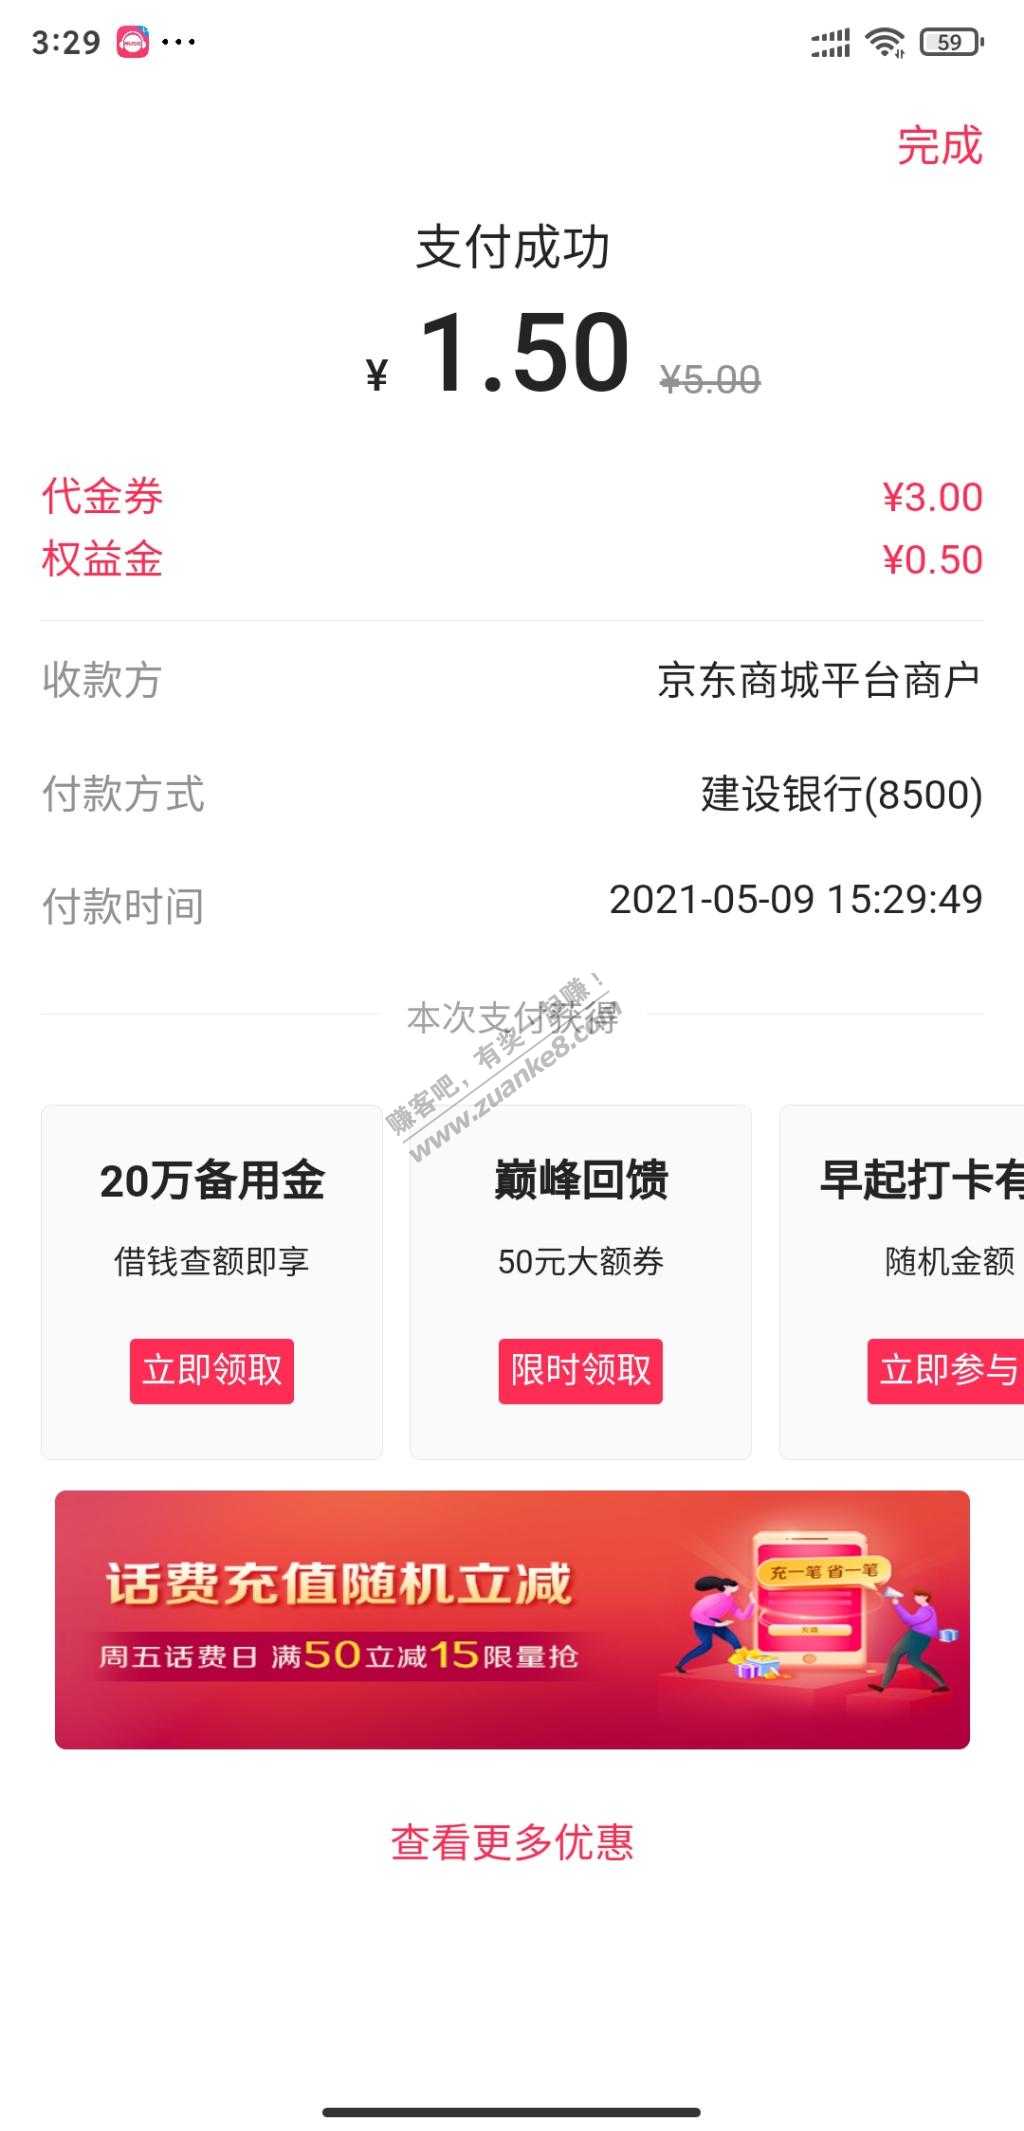 3:29
59
完成
支付成功
¥ 1.50 ¥5.00
代金券 ¥3.00
权益金 ¥0.50
收款方 京东商城平台商户
付款方式 建设银行(8500)
付款时间 2021-05-09 15:29:49
本次支付获得
赚客吧，有奖一起赚！
www.zuanke8.com
20万备用金 巅峰回馈 早起打卡有
借钱查额即享 50元大额券 随机金额
立即领取 限时领取 立即参与
话费充值随机立减
充一笔 省一笔
周五话费日 满50立减15限量抢
查看更多优惠